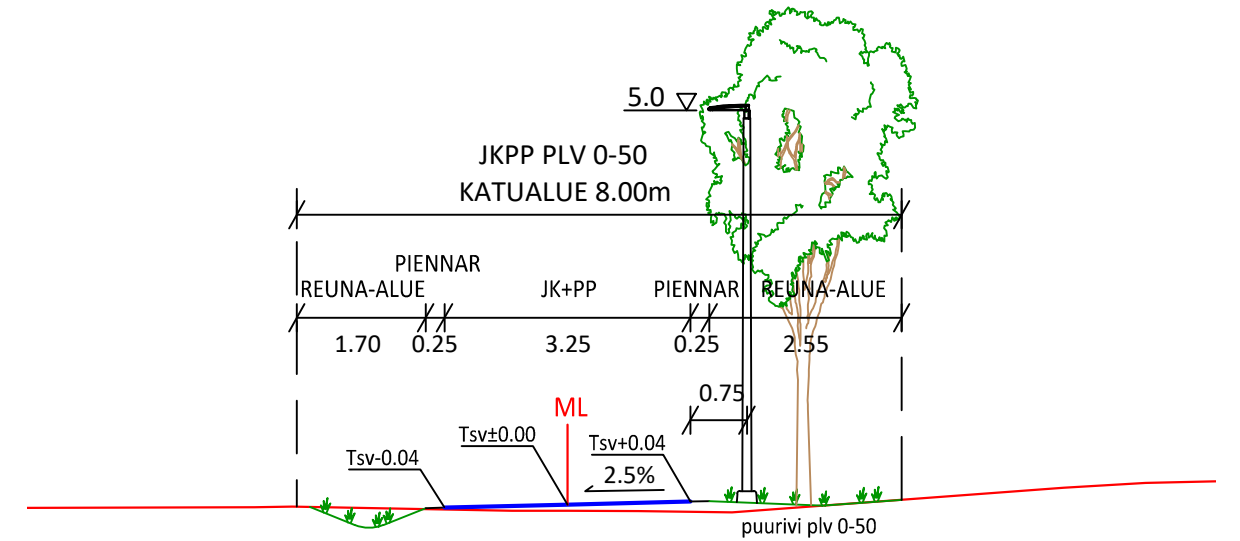 5.0
JKPP PLV 0-50
KATUALUE 8.00m
PIENNAR
REUNA-ALUE JK+PP PIENNAR REUNA-ALUE
1.70 0.25 3.25 0.25 2.55
0.75
ML
Tsv±0.00
Tsv-0.04
Tsv+0.04
2.5%
puurivi plv 0-50